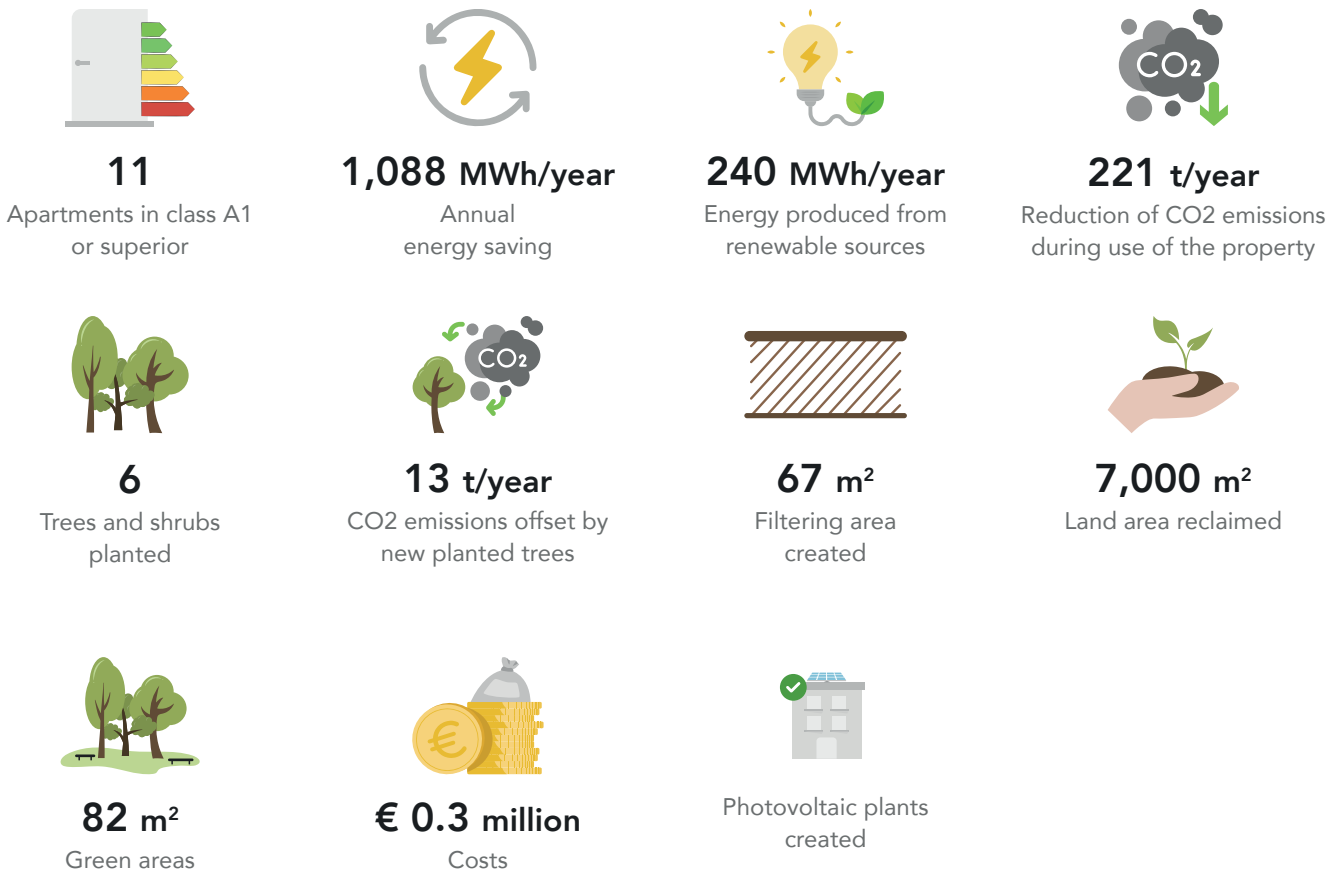 11
Apartments in class A1
or superior
1,088 MWh/year
Annual
energy saving
240 MWh/year
Energy produced from
renewable sources
CO2
221 t/year
Reduction of CO2 emissions
during use of the property
6
Trees and shrubs
planted
CO2
13 t/year
CO2 emissions offset by
new planted trees
67 m²
Filtering area
created
7,000 m²
Land area reclaimed
82 m²
Green areas
€
€ 0.3 million
Costs
Photovoltaic plants
created